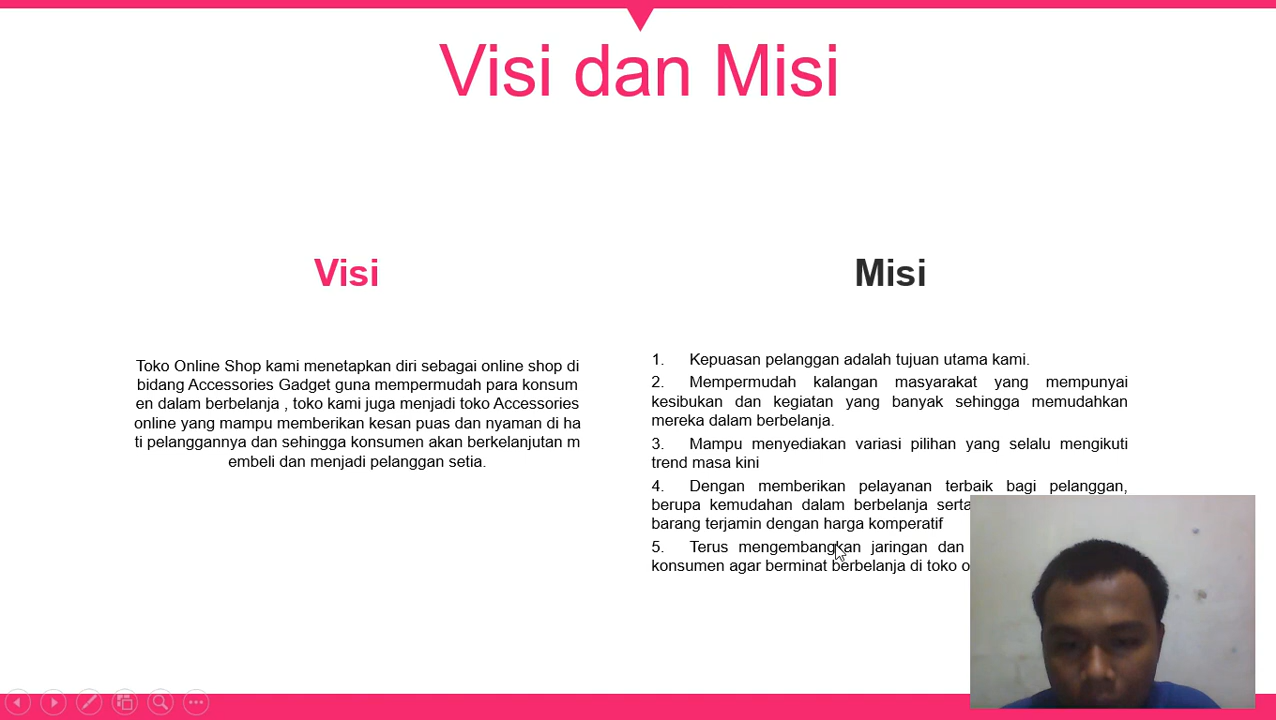 Visi dan Misi
Visi
Toko Online Shop kami menetapkan diri sebagai online shop di
bidang Accessories Gadget guna mempermudah para konsum
en dalam berbelanja , toko kami juga menjadi toko Accessories
online yang mampu memberikan kesan puas dan nyaman di ha
ti pelanggannya dan sehingga konsumen akan berkelanjutan m
embeli dan menjadi pelanggan setia.
Misi
1. Kepuasan pelanggan adalah tujuan utama kami.
2. Mempermudah kalangan masyarakat yang mempunyai
kesibukan dan kegiatan yang banyak sehingga memudahkan
mereka dalam berbelanja.
3. Mampu menyediakan variasi pilihan yang selalu mengikuti
trend masa kini
4. Dengan memberikan pelayanan terbaik bagi pelanggan,
berupa kemudahan dalam berbelanja serta
barang terjamin dengan harga komperatif
5. Terus mengembangkan jaringan dan
konsumen agar berminat berbelanja di toko